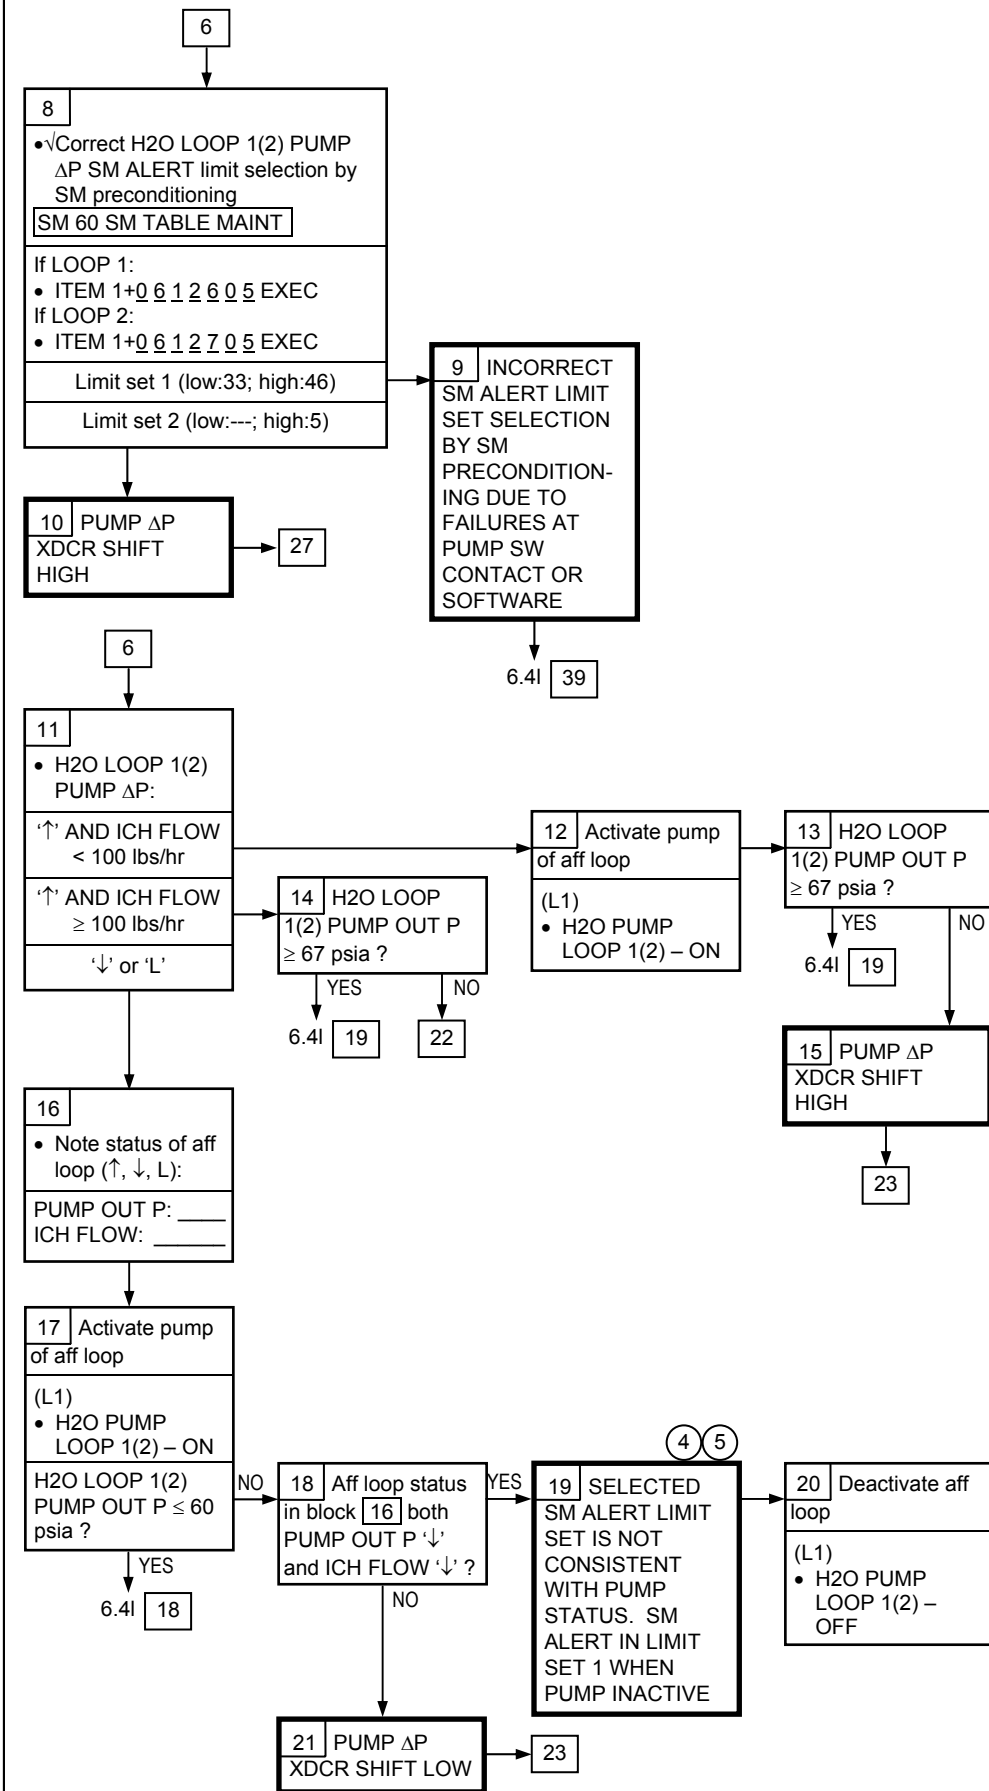 6
8
•√Correct H2O LOOP 1(2) PUMP
∆P SM ALERT limit selection by
SM preconditioning
SM 60 SM TABLE MAINT
If LOOP 1:
• ITEM 1+0 6 1 2 6 0 5 EXEC
If LOOP 2:
• ITEM 1+0 6 1 2 7 0 5 EXEC
Limit set 1 (low:33; high:46)
Limit set 2 (low:---; high:5)
9 INCORRECT
SM ALERT LIMIT
SET SELECTION
BY SM
PRECONDITION-
ING DUE TO
FAILURES AT
PUMP SW
CONTACT OR
SOFTWARE
6.4l 39
10 PUMP ∆P
XDCR SHIFT
HIGH
27
6
11
• H2O LOOP 1(2)
PUMP ∆P:
‘↑’ AND ICH FLOW
< 100 lbs/hr
‘↑’ AND ICH FLOW
≥ 100 lbs/hr
‘↓’ or ‘L’
12 Activate pump
of aff loop
(L1)
• H2O PUMP
LOOP 1(2) – ON
13 H2O LOOP
1(2) PUMP OUT P
≥ 67 psia ?
YES
NO
6.4l 19
14 H2O LOOP
1(2) PUMP OUT P
≥ 67 psia ?
YES
NO
6.4l 19
22
15 PUMP ∆P
XDCR SHIFT
HIGH
23
16
• Note status of aff
loop (↑, ↓, L):
PUMP OUT P: ____
ICH FLOW: ______
17 Activate pump
of aff loop
(L1)
• H2O PUMP
LOOP 1(2) – ON
H2O LOOP 1(2)
PUMP OUT P ≤ 60
psia ?
NO
YES
6.4l 18
18 Aff loop status
in block 16 both
PUMP OUT P ‘↓’
and ICH FLOW ‘↓’ ?
YES
NO
4 5
19 SELECTED
SM ALERT LIMIT
SET IS NOT
CONSISTENT
WITH PUMP
STATUS. SM
ALERT IN LIMIT
SET 1 WHEN
PUMP INACTIVE
20 Deactivate aff
loop
(L1)
• H2O PUMP
LOOP 1(2) –
OFF
21 PUMP ∆P
XDCR SHIFT LOW
23